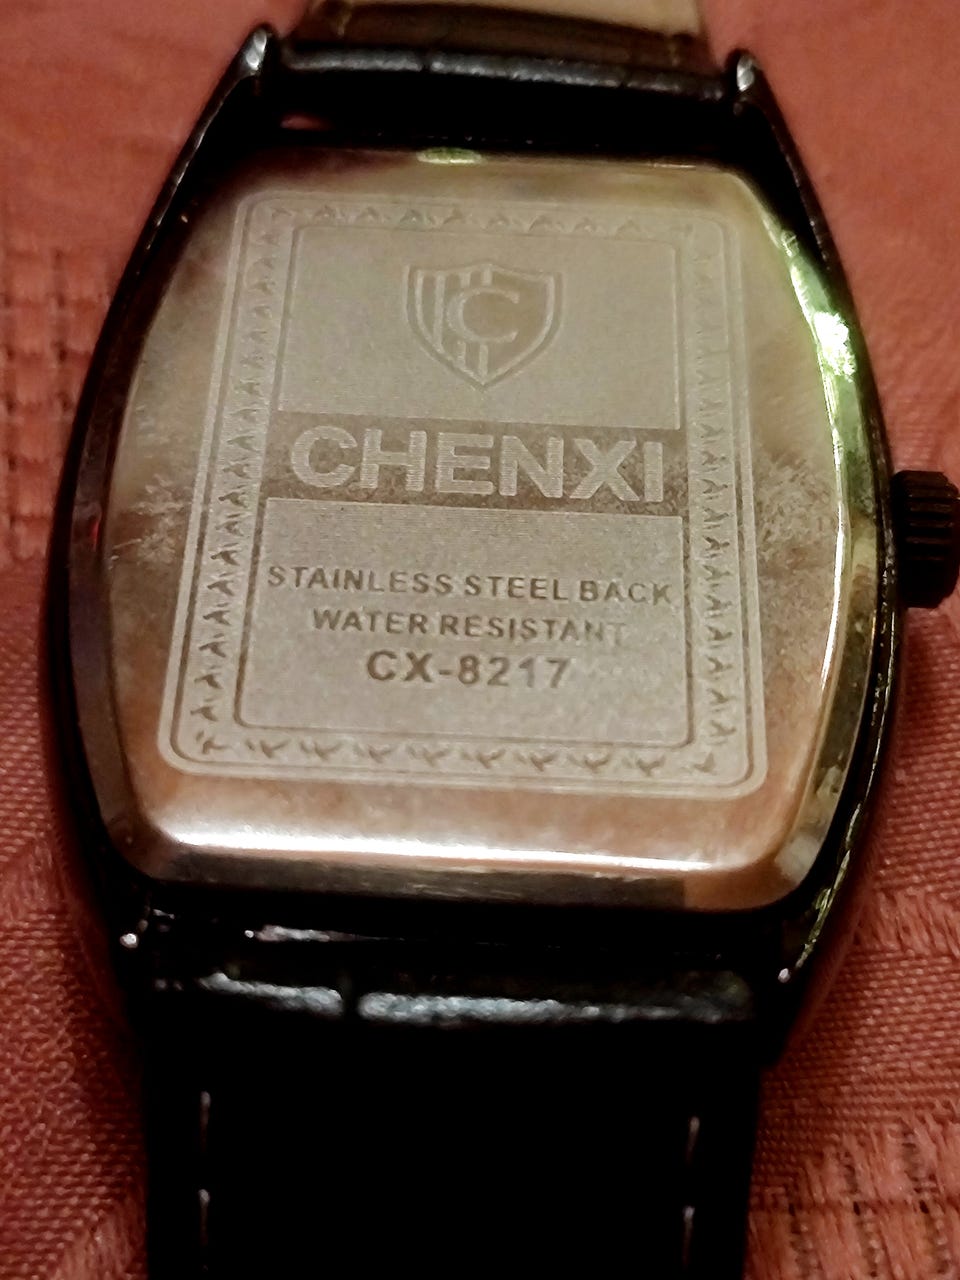 C
CHENXI
STAINLESS STEEL BACK
WATER RESISTANT
CX-8217